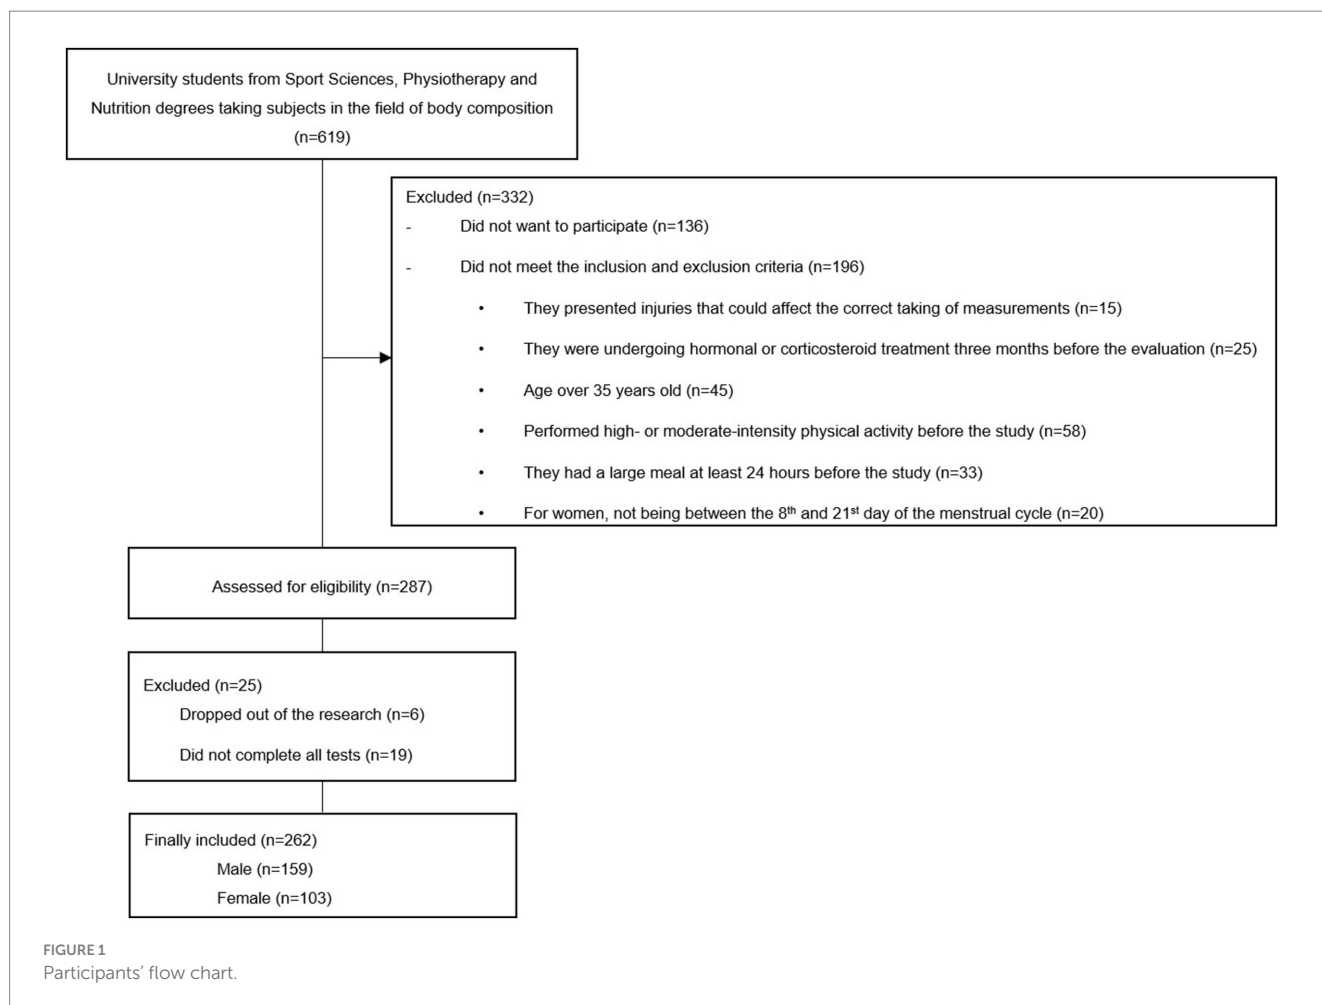 University students from Sport Sciences, Physiotherapy and
Nutrition degrees taking subjects in the field of body composition
(n=619)
Excluded (n=332)
- Did not want to participate (n=136)
- Did not meet the inclusion and exclusion criteria (n=196)
• They presented injuries that could affect the correct taking of measurements (n=15)
• They were undergoing hormonal or corticosteroid treatment three months before the evaluation (n=25)
• Age over 35 years old (n=45)
• Performed high- or moderate-intensity physical activity before the study (n=58)
• They had a large meal at least 24 hours before the study (n=33)
• For women, not being between the 8th and 21st day of the menstrual cycle (n=20)
Assessed for eligibility (n=287)
Excluded (n=25)
Dropped out of the research (n=6)
Did not complete all tests (n=19)
Finally included (n=262)
Male (n=159)
Female (n=103)
FIGURE 1
Participants' flow chart.